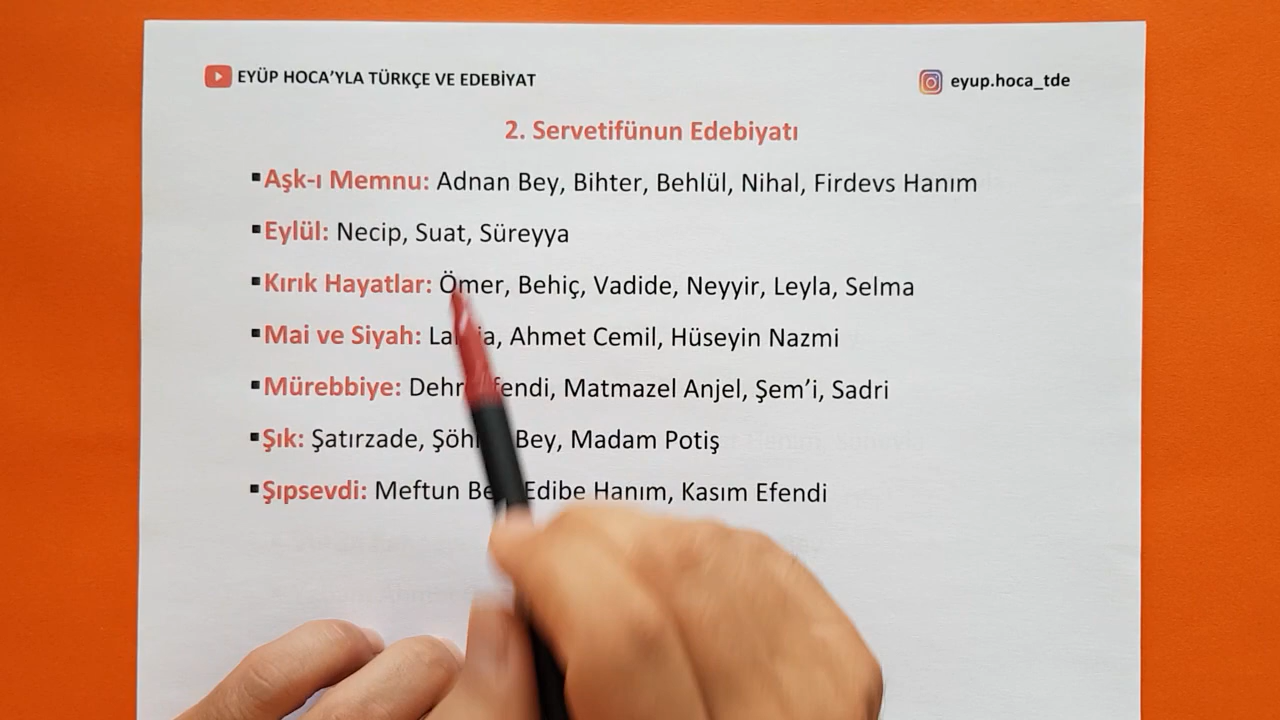 EYÜP HOCA'YLA TÜRKÇE VE EDEBİYAT
eyup.hoca_tde
2. Servetifünun Edebiyatı
▪Aşk-ı Memnu: Adnan Bey, Bihter, Behlül, Nihal, Firdevs Hanım
▪Eylül: Necip, Suat, Süreyya
▪Kırık Hayatlar: Ömer, Behiç, Vadide, Neyyir, Leyla, Selma
▪Mai ve Siyah: Ahmet Cemil, Hüseyin Nazmi
▪Mürebbiye: Matmazel Anjel, Şem'i, Sadri
▪Şık: Şatırzade, Bey, Madam Potiş
▪Şıpsevdi: Meftun Edibe Hanım, Kasım Efendi